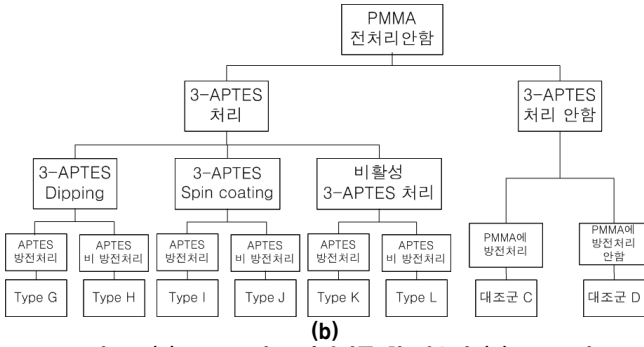 PMMA
전처리안함
3-APTES
처리
3-APTES
처리 안함
3-APTES
Dipping
3-APTES
Spin coating
비활성
3-APTES 처리
APTES
방전처리
APTES
비 방전처리
APTES
방전처리
APTES
비 방전처리
APTES
방전처리
APTES
비 방전처리
PMMA에
방전처리
PMMA에
방전처리
안함
Type G
Type H
Type I
Type J
Type K
Type L
대조군 C
대조군 D
(b)